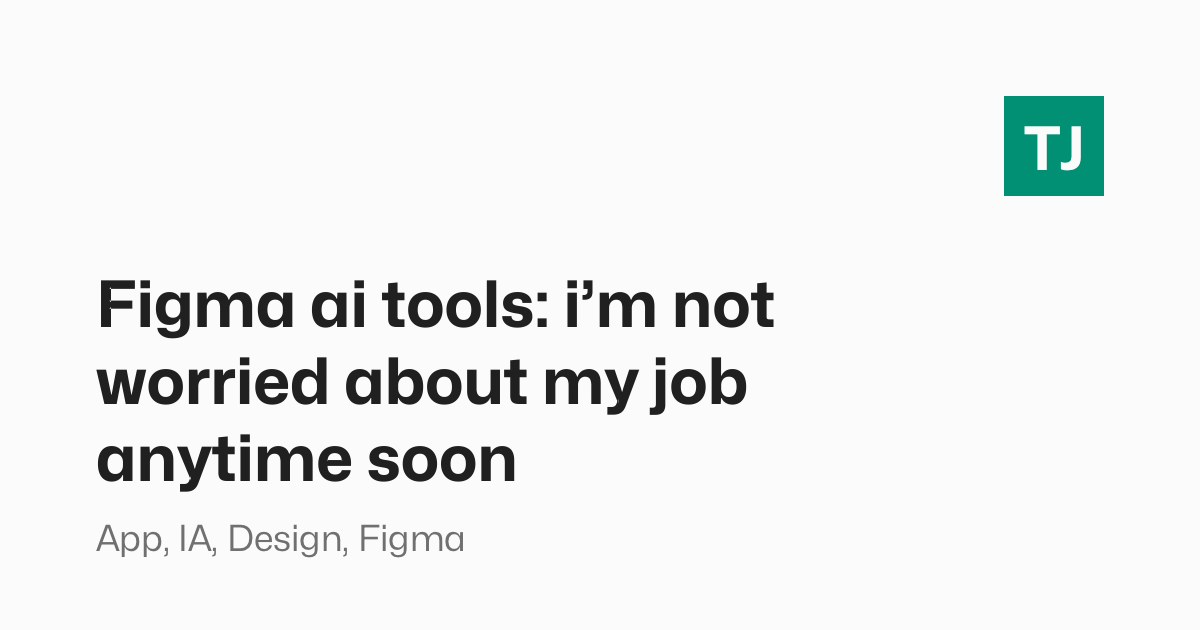 TJ
Figma ai tools: i’m not
worried about my job
anytime soon
App, IA, Design, Figma